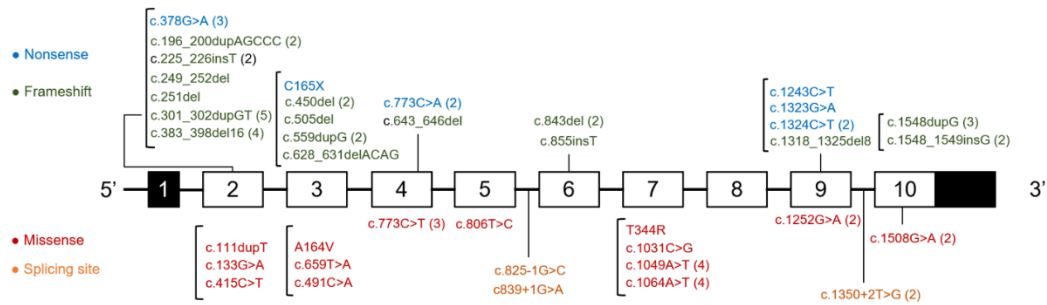 c.378G>A (3)
c.196_200dupAGCCC (2)
c.225_226insT (2)
c.249_252del
c.251del
c.301_302dupGT (5)
c.383_398del16 (4)
● Nonsense
● Frameshift
C165X
c.450del (2)
c.505del
c.559dupG (2)
c.628_631delACAG
c.773C>A (2)
c.643_646del
c.843del (2)
c.855insT
c.1243C>T
c.1323G>A
c.1324C>T (2)
c.1318_1325del8
c.1548dupG (3)
c.1548_1549insG (2)
5’ 1 2 3 4 5 6 7 8 9 10 3’
● Missense
● Splicing site
c.111dupT
c.133G>A
c.415C>T
A164V
c.659T>A
c.491C>A
c.773C>T (3)
c.806T>C
c.825-1G>C
c839+1G>A
T344R
c.1031C>G
c.1049A>T (4)
c.1064A>T (4)
c.1252G>A (2)
c.1350+2T>G (2)
c.1508G>A (2)